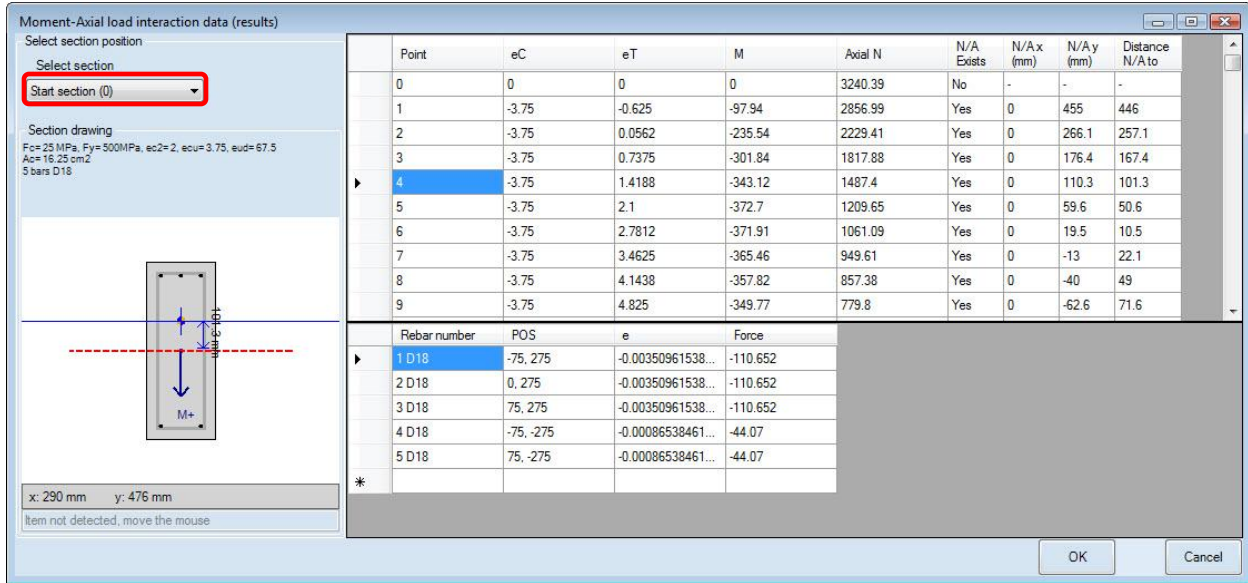 Moment-Axial load interaction data (results)
Select section position
Select section
Start section (0)
Section drawing
Fc= 25 MPa, Fy= 500MPa, ec2= 2, ecu= 3.75, eud= 67.5
Ac= 16.25 cm2
5 bars D18
101.3 mm
M+
x: 290 mm y: 476 mm
Item not detected, move the mouse
Point eC eT M Axial N N/A Exists N/A x (mm) N/A y (mm) Distance N/A to
0 0 0 0 3240.39 No - - -
1 -3.75 -0.625 -97.94 2856.99 Yes 0 455 446
2 -3.75 0.0562 -235.54 2229.41 Yes 0 266.1 257.1
3 -3.75 0.7375 -301.84 1817.88 Yes 0 176.4 167.4
4 -3.75 1.4188 -343.12 1487.4 Yes 0 110.3 101.3
5 -3.75 2.1 -372.7 1209.65 Yes 0 59.6 50.6
6 -3.75 2.7812 -371.91 1061.09 Yes 0 19.5 10.5
7 -3.75 3.4625 -365.46 949.61 Yes 0 -13 22.1
8 -3.75 4.1438 -357.82 857.38 Yes 0 -40 49
9 -3.75 4.825 -349.77 779.8 Yes 0 -62.6 71.6
Rebar number POS e Force
1 D18 -75, 275 -0.00350961538... -110.652
2 D18 0, 275 -0.00350961538... -110.652
3 D18 75, 275 -0.00350961538... -110.652
4 D18 -75, -275 -0.00086538461... -44.07
5 D18 75, -275 -0.00086538461... -44.07
OK Cancel